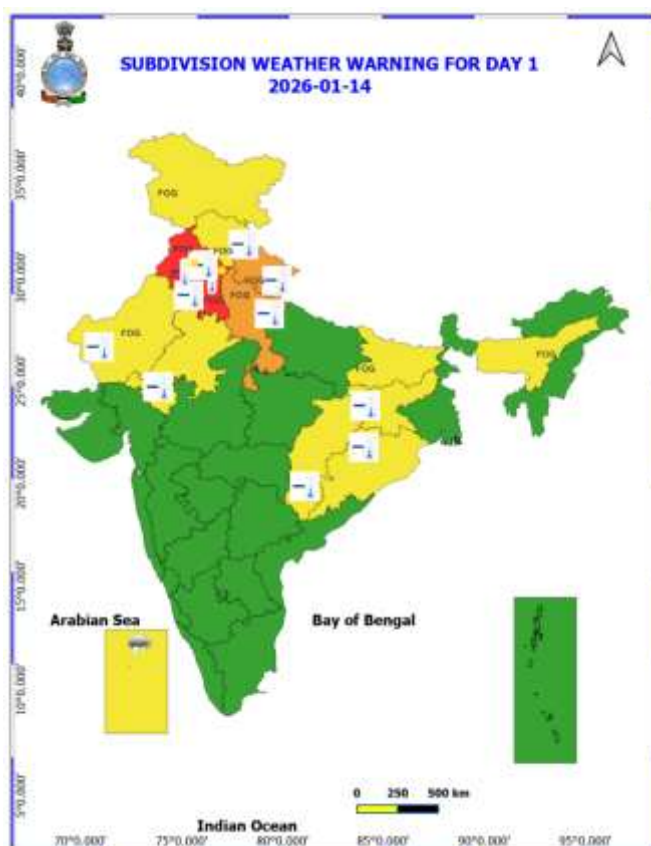 SUBDIVISION WEATHER WARNING FOR DAY 1
2026-01-14
40°0.000'
35°0.000'
30°0.000'
25°0.000'
20°0.000'
15°0.000'
10°0.000'
5°0.000'
FOG
FOG
FOG
FOG
FOG
FOG
FOG
Arabian Sea
Bay of Bengal
0 250 500 km
Indian Ocean
70°0.000' 75°0.000' 80°0.000' 85°0.000' 90°0.000' 95°0.000'